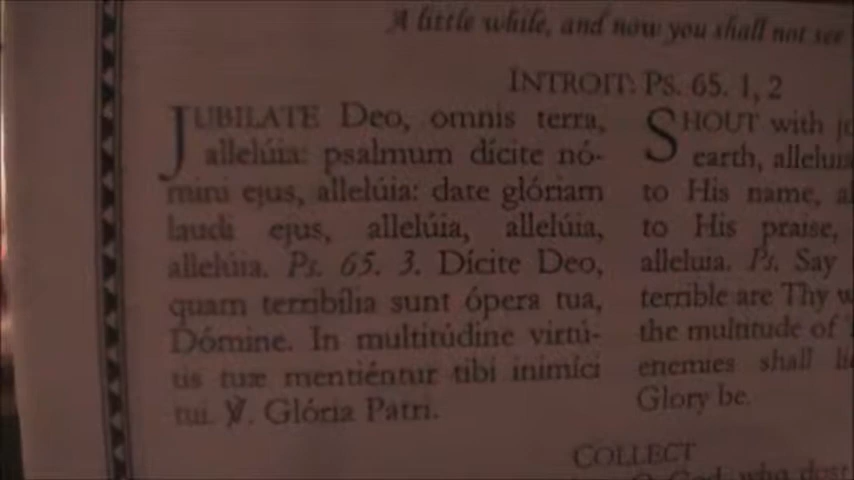 A little while, and now you shall not see
INTROIT: Ps. 65. 1, 2
JUBILATE Deo, omnis terra,
allelúia: psalmum dícite nó-
mini ejus, allelúia: date glóriam
laudi ejus, allelúia, allelúia,
allelúia. Ps. 65. 3. Dícite Deo,
quam terribília sunt ópera tua,
Dómine. In multitúdine virtú-
tis tuæ mentiéntur tibi inimíci
tui. ℣. Glória Patri.
SHOUT with
earth, alleluia
to His name,
to His praise,
alleluia. Ps. Say
terrible are Thy
the multitude of
enemies shall
Glory be.
COLLECT
O God, who dost